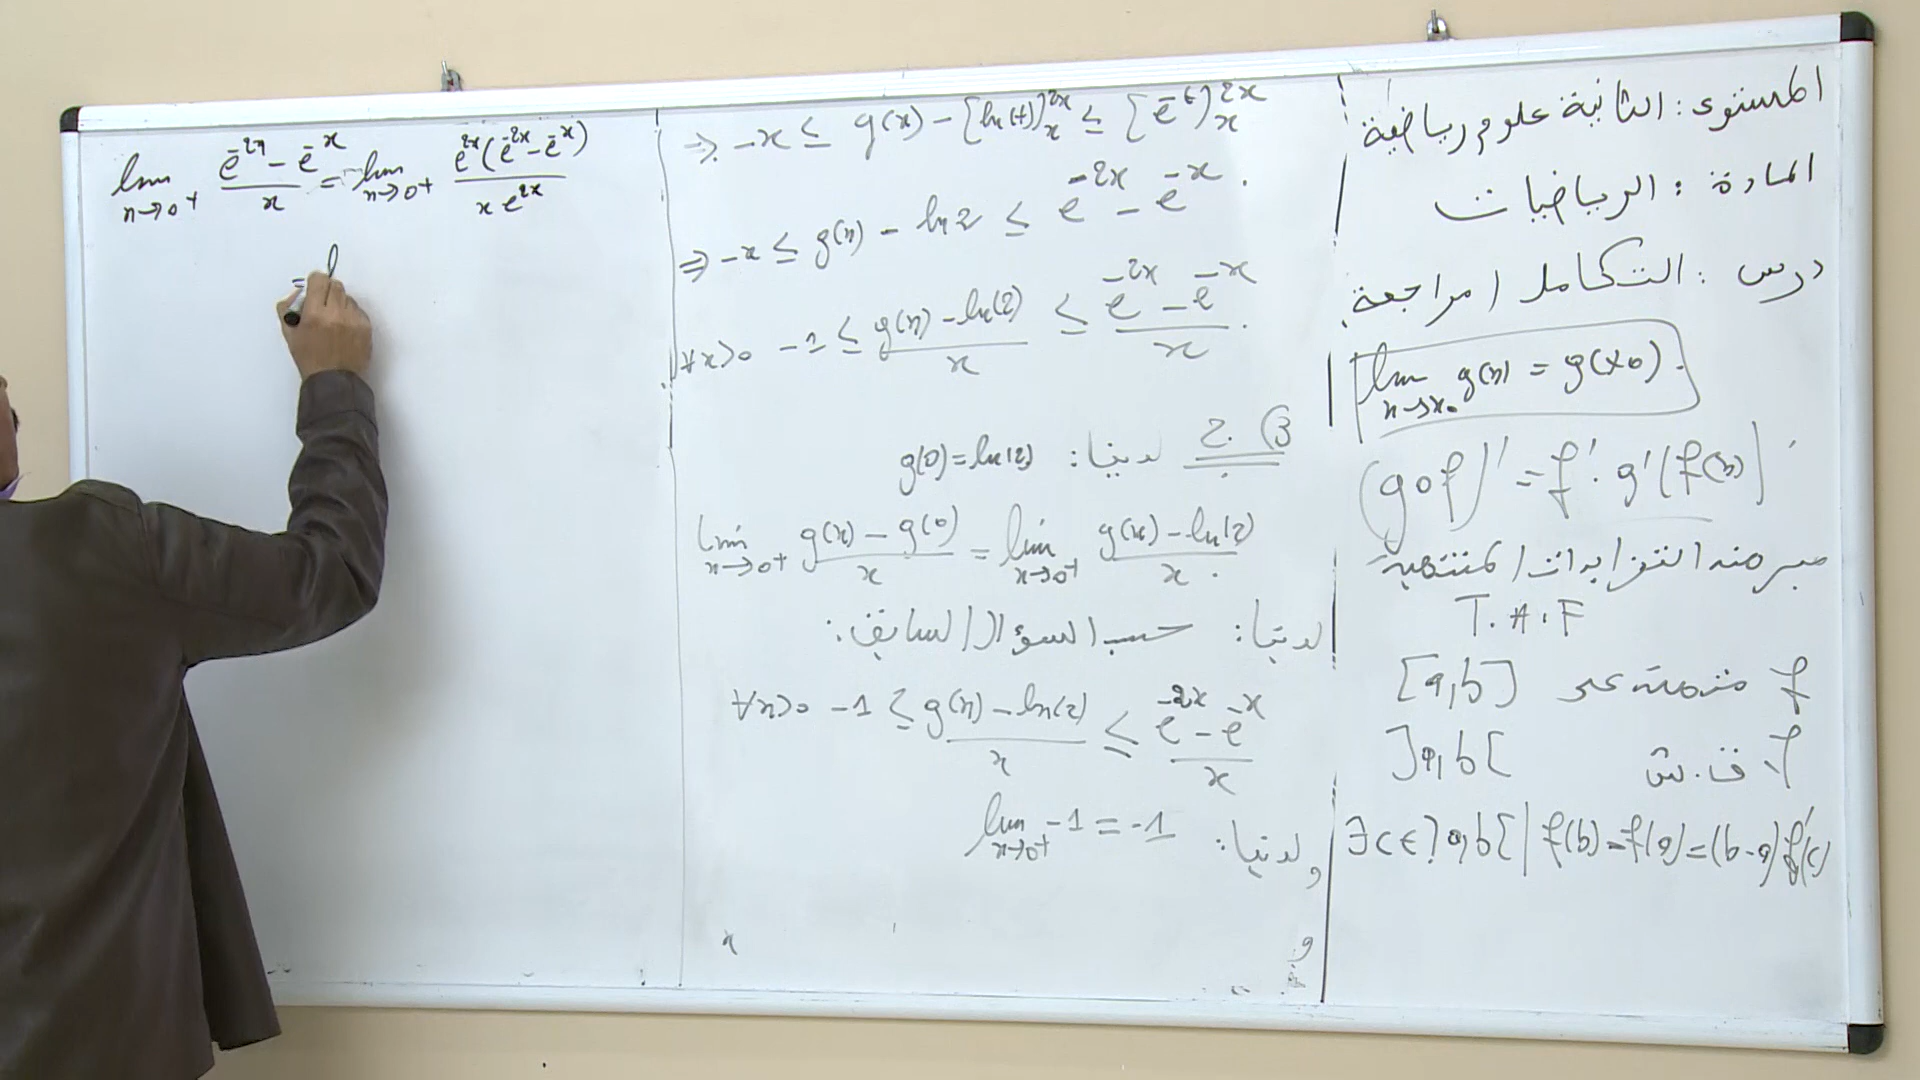 المستوى : الثانية علوم رياضية
المادة : الرياضيات
درس : التكامل / مراجعة
lim_{x→x₀} g(x) = g(x₀).
(gof)' = f' · g'(f(x))
مبرهنة التزايدات المنتهية
T.A.F
f متصلة على [a,b]
f ق.ش ]a,b[
∃c ∈ ]a,b[ | f(b) = f(a) = (b-a) f'(c)
⇒ -x ≤ g(x) - [ln(t)]_x^{2x} ≤ [e^{-t}]_x^{2x}
⇒ -x ≤ g(x) - ln 2 ≤ e^{-2x} - e^{-x}.
∀x>0 -1 ≤ (g(x) - ln(2))/x ≤ (e^{-2x} - e^{-x})/x.
لدينا : g(0) = ln(2)
lim_{x→0+} (g(x) - g(0))/x = lim_{x→0+} (g(x) - ln(2))/x.
لدينا : حسب السؤال السابق :
∀x>0 -1 ≤ (g(x) - ln(2))/x ≤ (e^{-2x} - e^{-x})/x
ولدينا : lim_{x→0+} -1 = -1
lim_{x→0+} (e^{-2x} - e^{-x})/x = lim_{x→0+} (e^{2x}(e^{-2x} - e^{-x}))/(x e^{2x})
= l